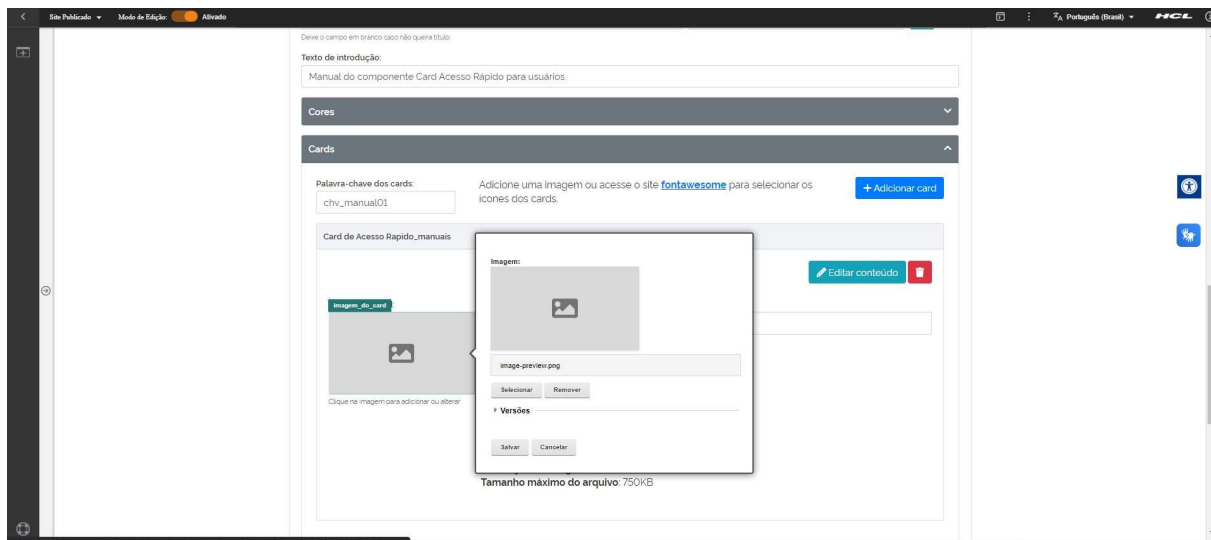 Site Publicado Modo de Edição: Ativado Português (Brasil) HCL
Deixe o campo em branco caso não queira título.
Texto de introdução:
Manual do componente Card Acesso Rápido para usuários
Cores
Cards
Palavra-chave dos cards:
chv_manual01
Adicione uma imagem ou acesse o site fontawesome para selecionar os
ícones dos cards.
+ Adicionar card
Card de Acesso Rapido_manuais
Editar conteúdo
imagem_do_card
Clique na imagem para adicionar ou alterar
Imagem:
image-preview.png
Selecionar Remover
Versões
Salvar Cancelar
Tamanho máximo do arquivo: 750KB